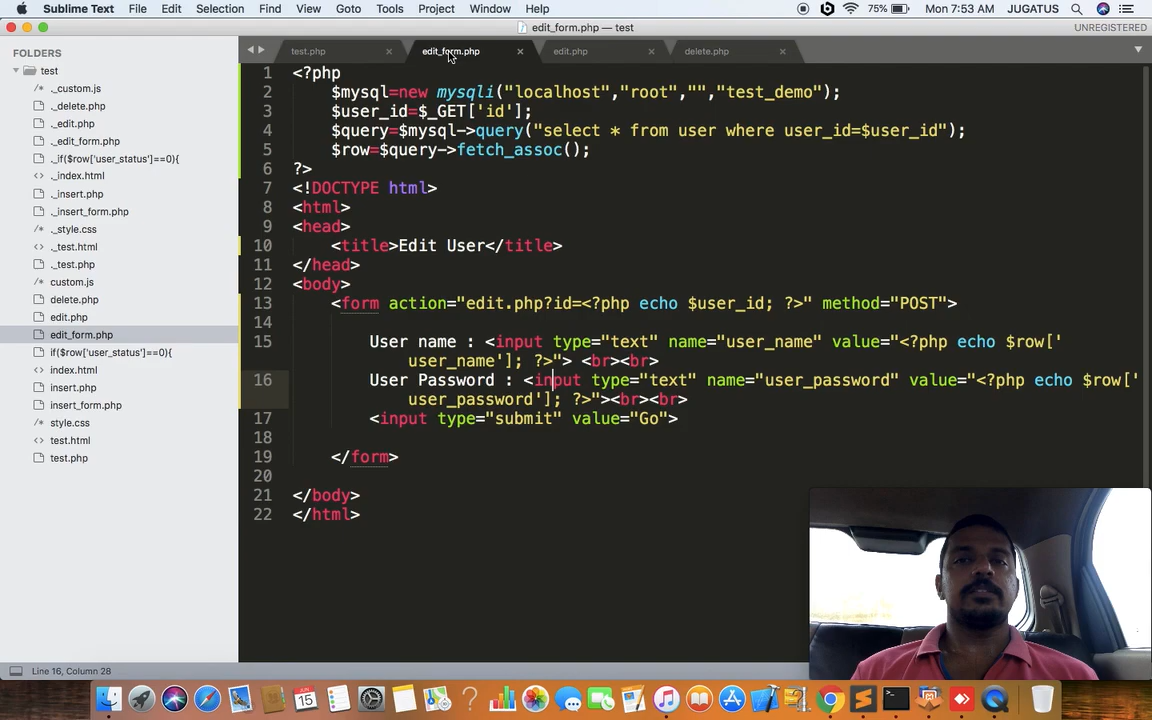 Sublime Text File Edit Selection Find View Goto Tools Project Window Help 75% Mon 7:53 AM JUGATUS
edit_form.php — test UNREGISTERED
FOLDERS
test
/* ._custom.js
._delete.php
._edit.php
._edit_form.php
._if($row['user_status']==0){
<> ._index.html
._insert.php
._insert_form.php
._style.css
<> ._test.html
._test.php
/* custom.js
delete.php
edit.php
edit_form.php
if($row['user_status']==0){
<> index.html
insert.php
insert_form.php
/* style.css
<> test.html
test.php
test.php × edit_form.php × edit.php × delete.php ×
1 <?php
2 $mysql=new mysqli("localhost","root","","test_demo");
3 $user_id=$_GET['id'];
4 $query=$mysql->query("select * from user where user_id=$user_id");
5 $row=$query->fetch_assoc();
6 ?>
7 <!DOCTYPE html>
8 <html>
9 <head>
10 <title>Edit User</title>
11 </head>
12 <body>
13 <form action="edit.php?id=<?php echo $user_id; ?>" method="POST">
14
15 User name : <input type="text" name="user_name" value="<?php echo $row['
user_name']; ?>"> <br><br>
16 User Password : <input type="text" name="user_password" value="<?php echo $row['
user_password']; ?>"><br><br>
17 <input type="submit" value="Go">
18
19 </form>
20
21 </body>
22 </html>
Line 16, Column 28